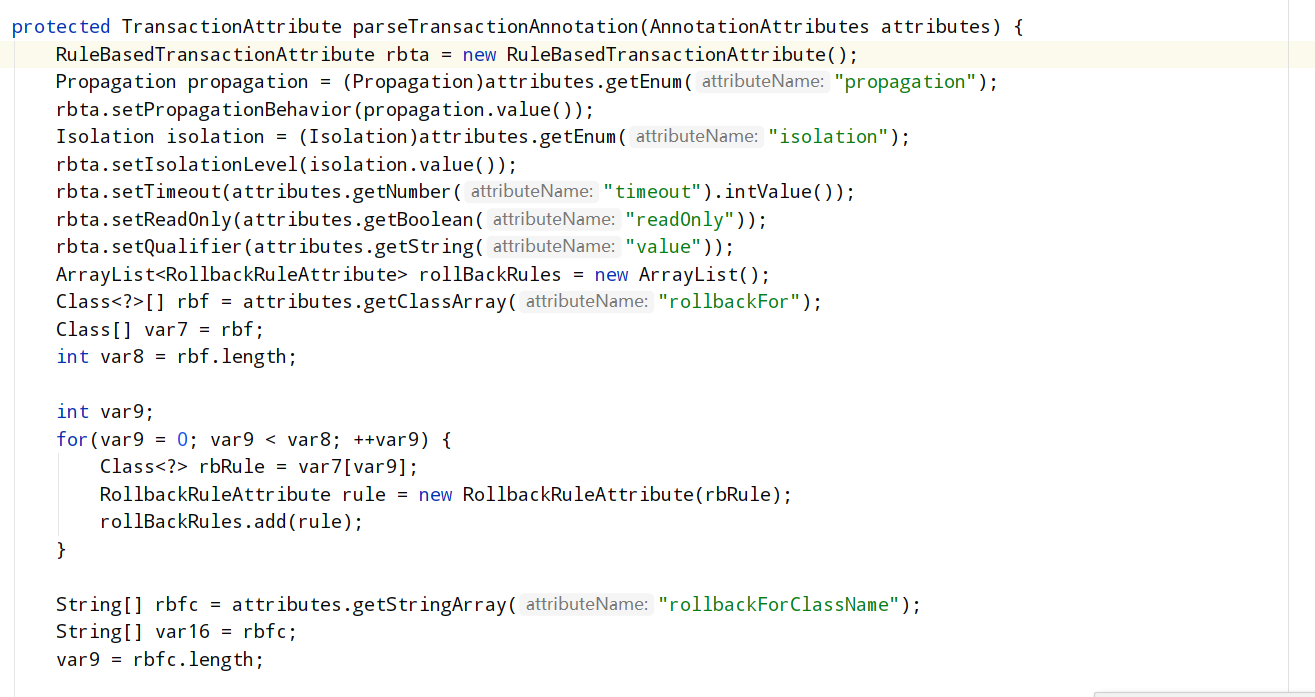 protected TransactionAttribute parseTransactionAnnotation(AnnotationAttributes attributes) {
    RuleBasedTransactionAttribute rbta = new RuleBasedTransactionAttribute();
    Propagation propagation = (Propagation)attributes.getEnum( attributeName: "propagation");
    rbta.setPropagationBehavior(propagation.value());
    Isolation isolation = (Isolation)attributes.getEnum( attributeName: "isolation");
    rbta.setIsolationLevel(isolation.value());
    rbta.setTimeout(attributes.getNumber( attributeName: "timeout").intValue());
    rbta.setReadOnly(attributes.getBoolean( attributeName: "readOnly"));
    rbta.setQualifier(attributes.getString( attributeName: "value"));
    ArrayList<RollbackRuleAttribute> rollBackRules = new ArrayList();
    Class<?>[] rbf = attributes.getClassArray( attributeName: "rollbackFor");
    Class[] var7 = rbf;
    int var8 = rbf.length;

    int var9;
    for(var9 = 0; var9 < var8; ++var9) {
        Class<?> rbRule = var7[var9];
        RollbackRuleAttribute rule = new RollbackRuleAttribute(rbRule);
        rollBackRules.add(rule);
    }

    String[] rbfc = attributes.getStringArray( attributeName: "rollbackForClassName");
    String[] var16 = rbfc;
    var9 = rbfc.length;